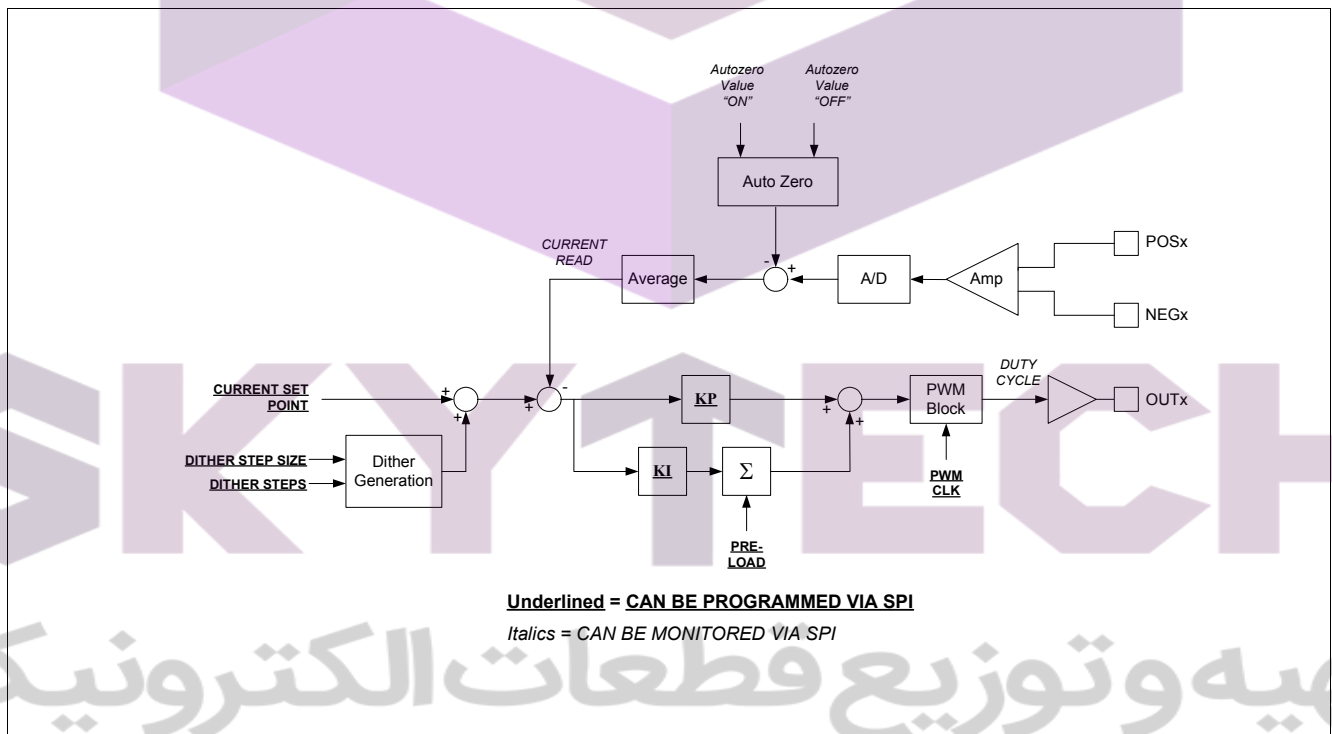 Autozero
Value
"ON"
Autozero
Value
"OFF"
Auto Zero
CURRENT
READ
Average
-
+
A/D
Amp
POSx
NEGx
CURRENT SET
POINT
+
+
+
-
KP
+
+
PWM
Block
DUTY
CYCLE
OUTx
DITHER STEP SIZE
DITHER STEPS
Dither
Generation
KI
Σ
PRE-
LOAD
PWM
CLK
SKYTECH
Underlined = CAN BE PROGRAMMED VIA SPI
Italics = CAN BE MONITORED VIA SPI
هیه و توزیع قطعات الکترونیک